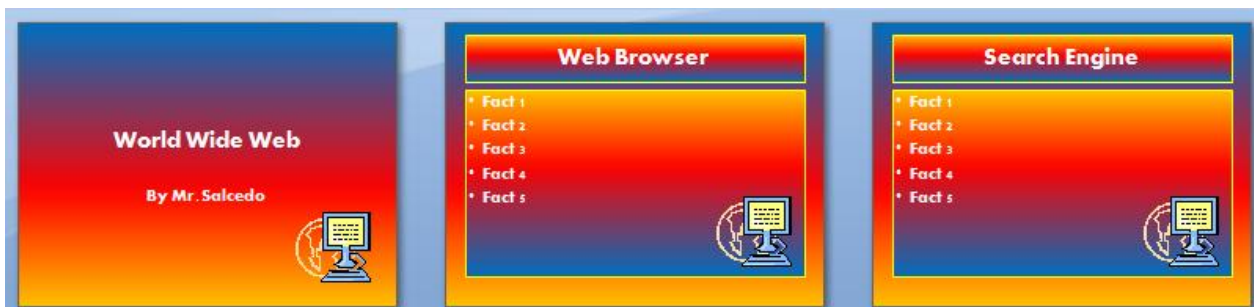 World Wide Web
By Mr. Salcedo
Web Browser
• Fact 1
• Fact 2
• Fact 3
• Fact 4
• Fact 5
Search Engine
• Fact 1
• Fact 2
• Fact 3
• Fact 4
• Fact 5